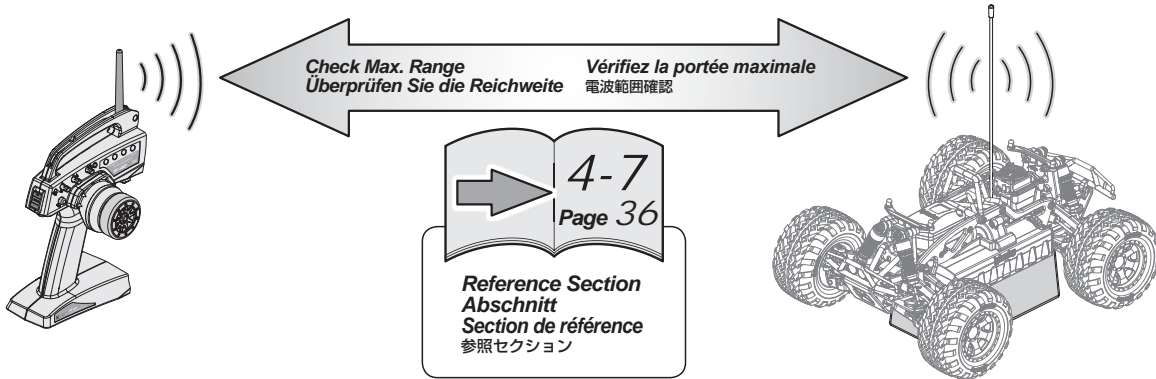 Check Max. Range
Überprüfen Sie die Reichweite
Vérifiez la portée maximale
電波範囲確認
4-7
Page 36
Reference Section
Abschnitt
Section de référence
参照セクション